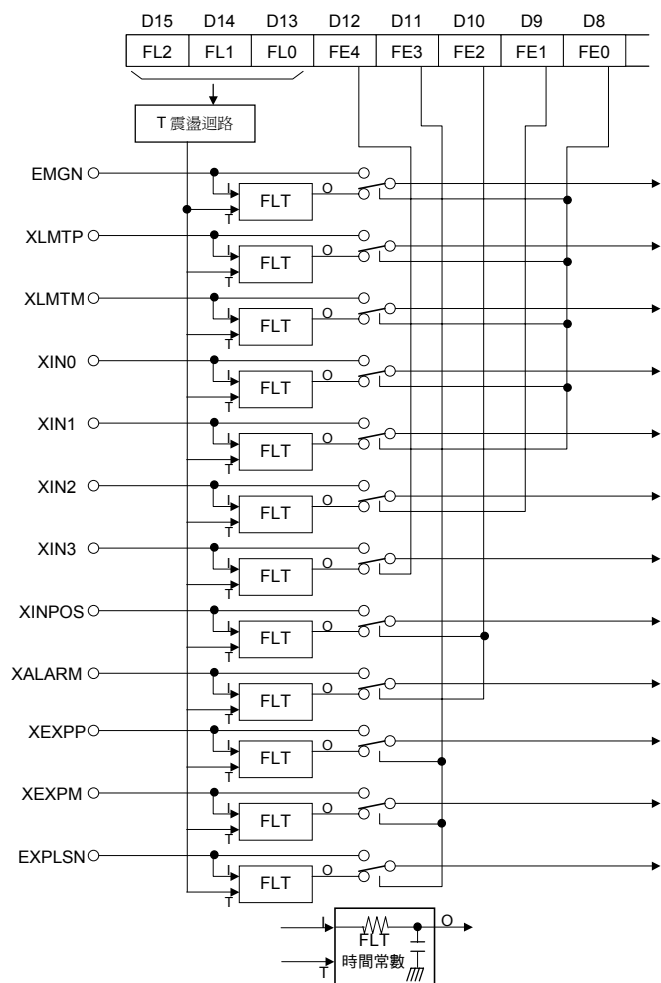 D15 D14 D13 D12 D11 D10 D9 D8
FL2 FL1 FL0 FE4 FE3 FE2 FE1 FE0
T 震盪迴路
EMGN
I
FLT
O
T
XLMTP
I
FLT
O
T
XLMTM
I
FLT
O
T
XIN0
I
FLT
O
T
XIN1
I
FLT
O
T
XIN2
I
FLT
O
T
XIN3
I
FLT
O
T
XINPOS
I
FLT
O
T
XALARM
I
FLT
O
T
XEXPP
I
FLT
O
T
XEXPM
I
FLT
O
T
EXPLSN
I
FLT
O
T
I
O
FLT
時間常數
T